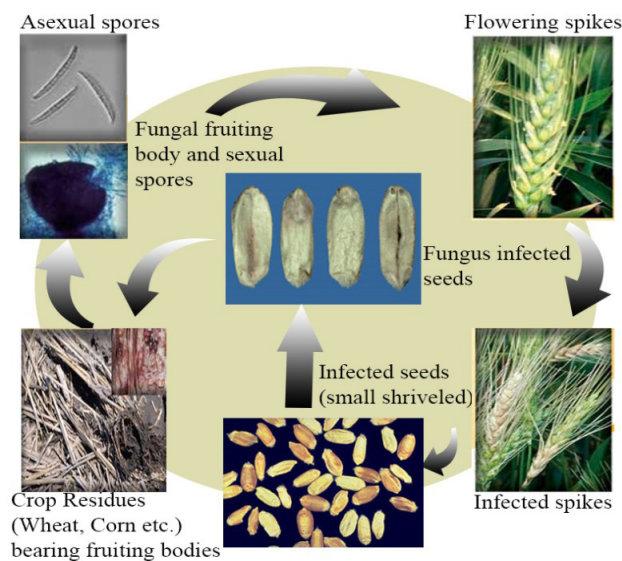 Asexual spores
Flowering spikes
Fungal fruiting
body and sexual
spores
Fungus infected
seeds
Infected seeds
(small shriveled)
Crop Residues
(Wheat, Corn etc.)
bearing fruiting bodies
Infected spikes